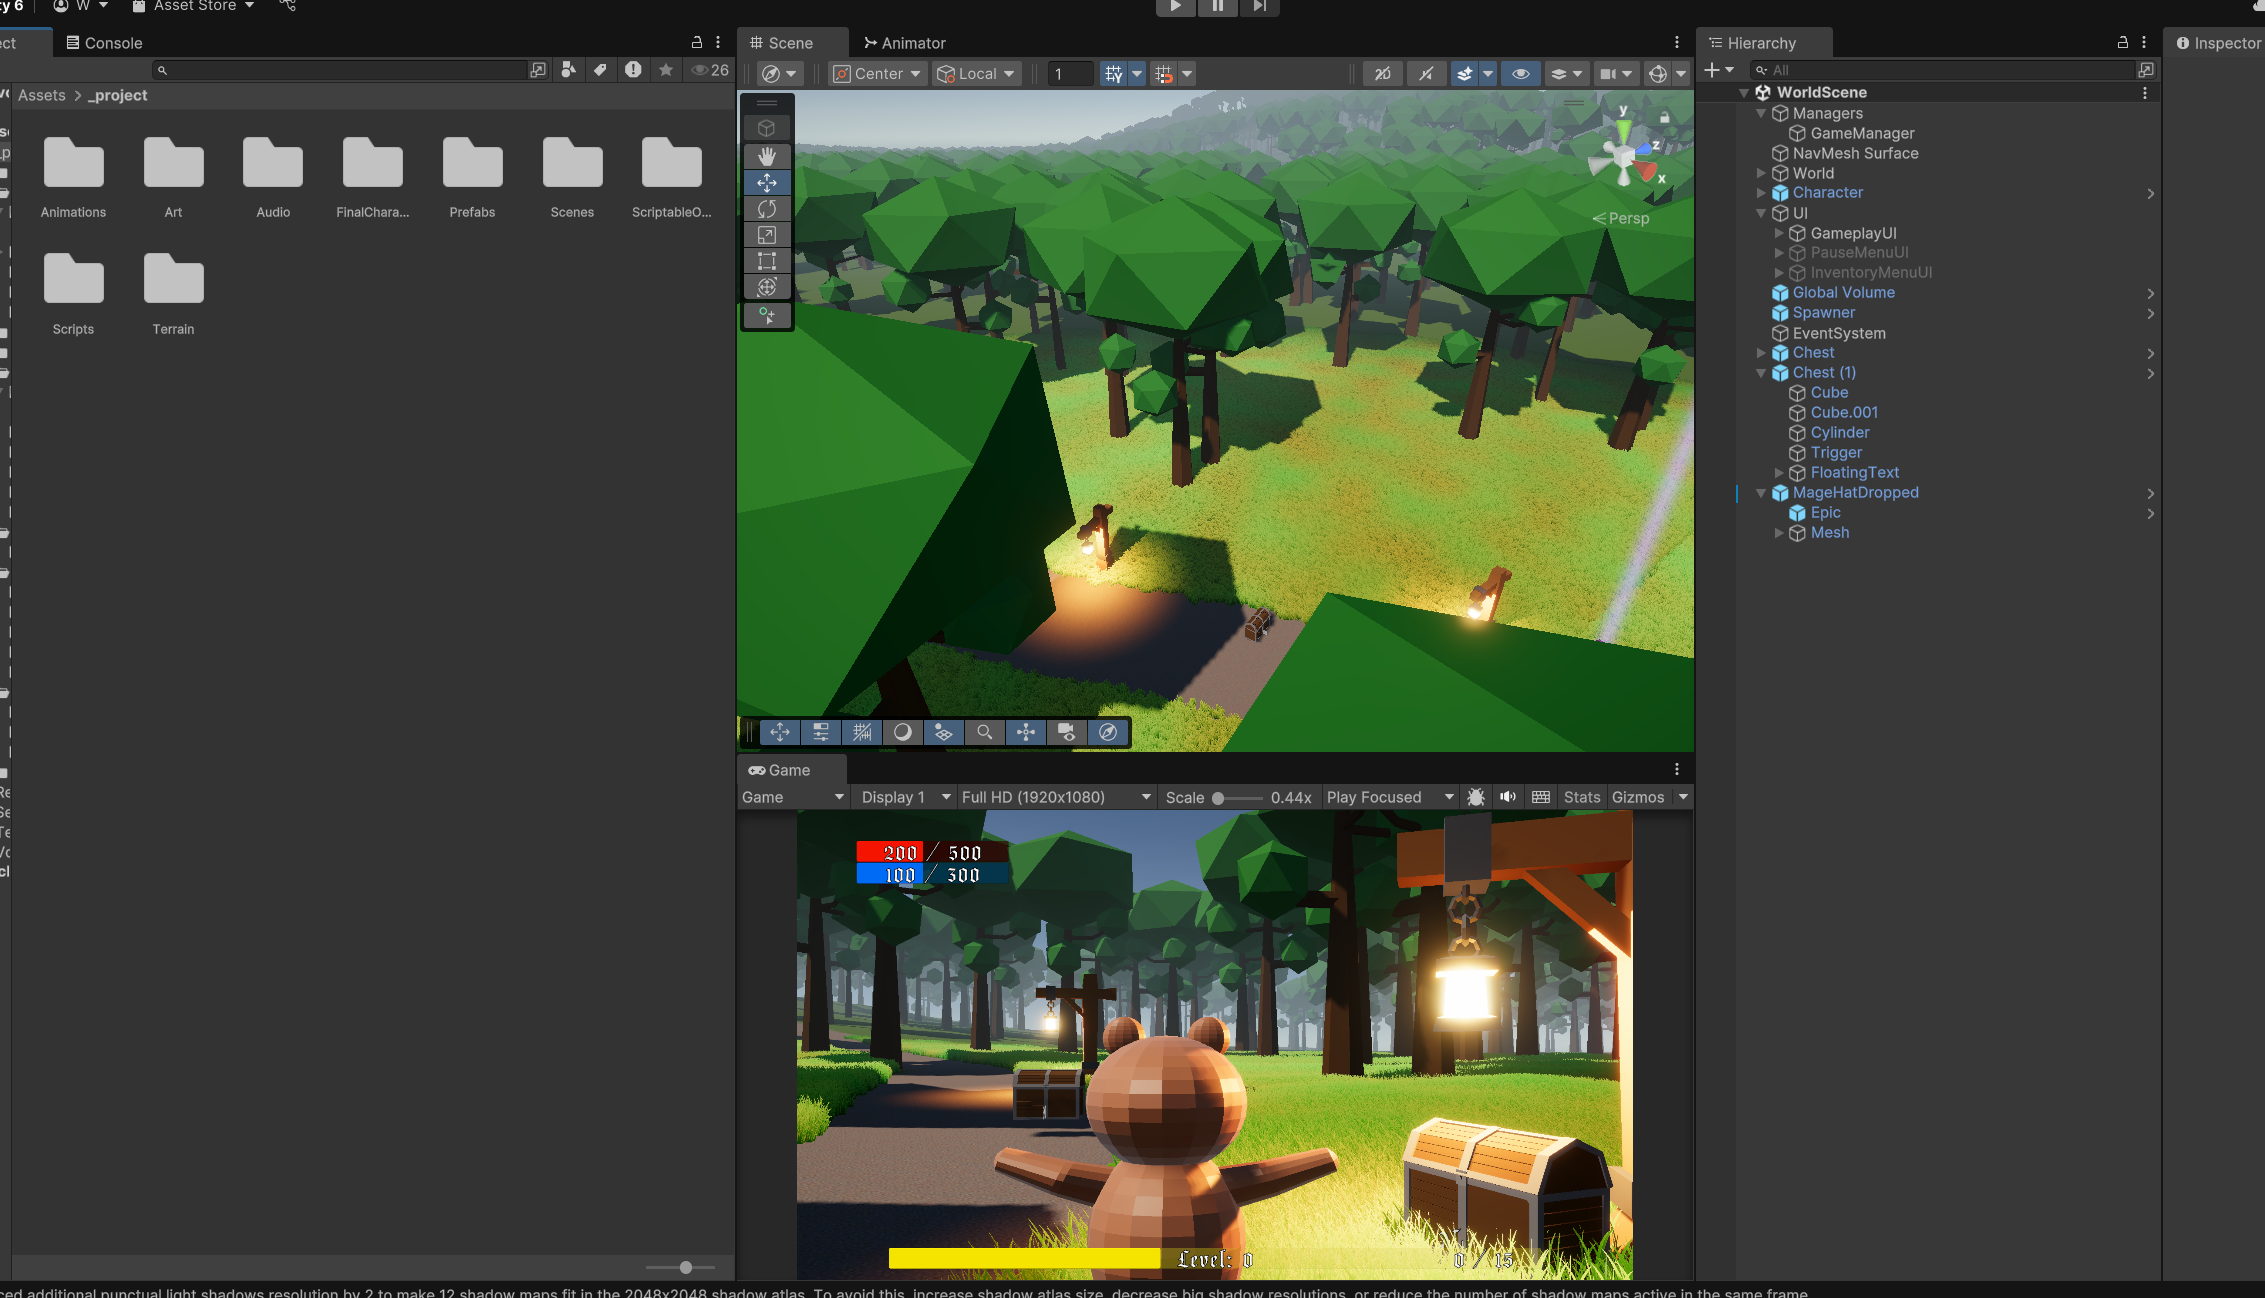 ty 6
W
Asset Store
ect
Console
26
Assets > _project
Animations
Art
Audio
FinalChara...
Prefabs
Scenes
ScriptableO...
Scripts
Terrain
Scene
Animator
Center
Local
1
2D
y
z
x
Persp
Game
Game
Display 1
Full HD (1920x1080)
Scale
0.44x
Play Focused
Stats
Gizmos
200 / 500
100 / 300
Level: 0
0 / 15
Hierarchy
All
WorldScene
Managers
GameManager
NavMesh Surface
World
Character
UI
GameplayUI
PauseMenuUI
InventoryMenuUI
Global Volume
Spawner
EventSystem
Chest
Chest (1)
Cube
Cube.001
Cylinder
Trigger
FloatingText
MageHatDropped
Epic
Mesh
Inspector
ced additional punctual light shadows resolution by 2 to make 12 shadow maps fit in the 2048x2048 shadow atlas. To avoid this, increase shadow atlas size, decrease big shadow resolutions, or reduce the number of shadow maps active in the same frame